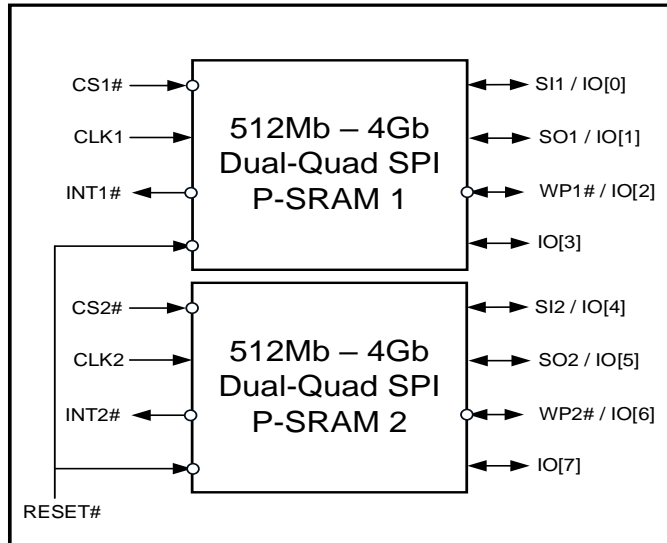 CS1#
CLK1
INT1#
512Mb – 4Gb
Dual-Quad SPI
P-SRAM 1
SI1 / IO[0]
SO1 / IO[1]
WP1# / IO[2]
IO[3]
CS2#
CLK2
INT2#
512Mb – 4Gb
Dual-Quad SPI
P-SRAM 2
SI2 / IO[4]
SO2 / IO[5]
WP2# / IO[6]
IO[7]
RESET#